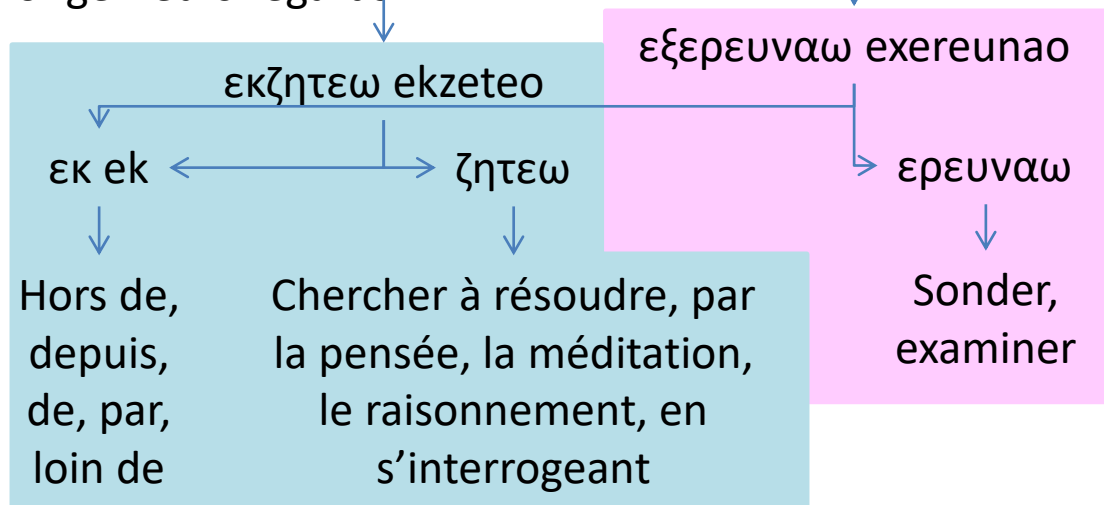 εξερευναω exereunao
εκζητεω ekzeteo
εκ ek
ζητεω
ερευναω
Hors de,
depuis,
de, par,
loin de
Chercher à résoudre, par
la pensée, la méditation,
le raisonnement, en
s’interrogeant
Sonder,
examiner